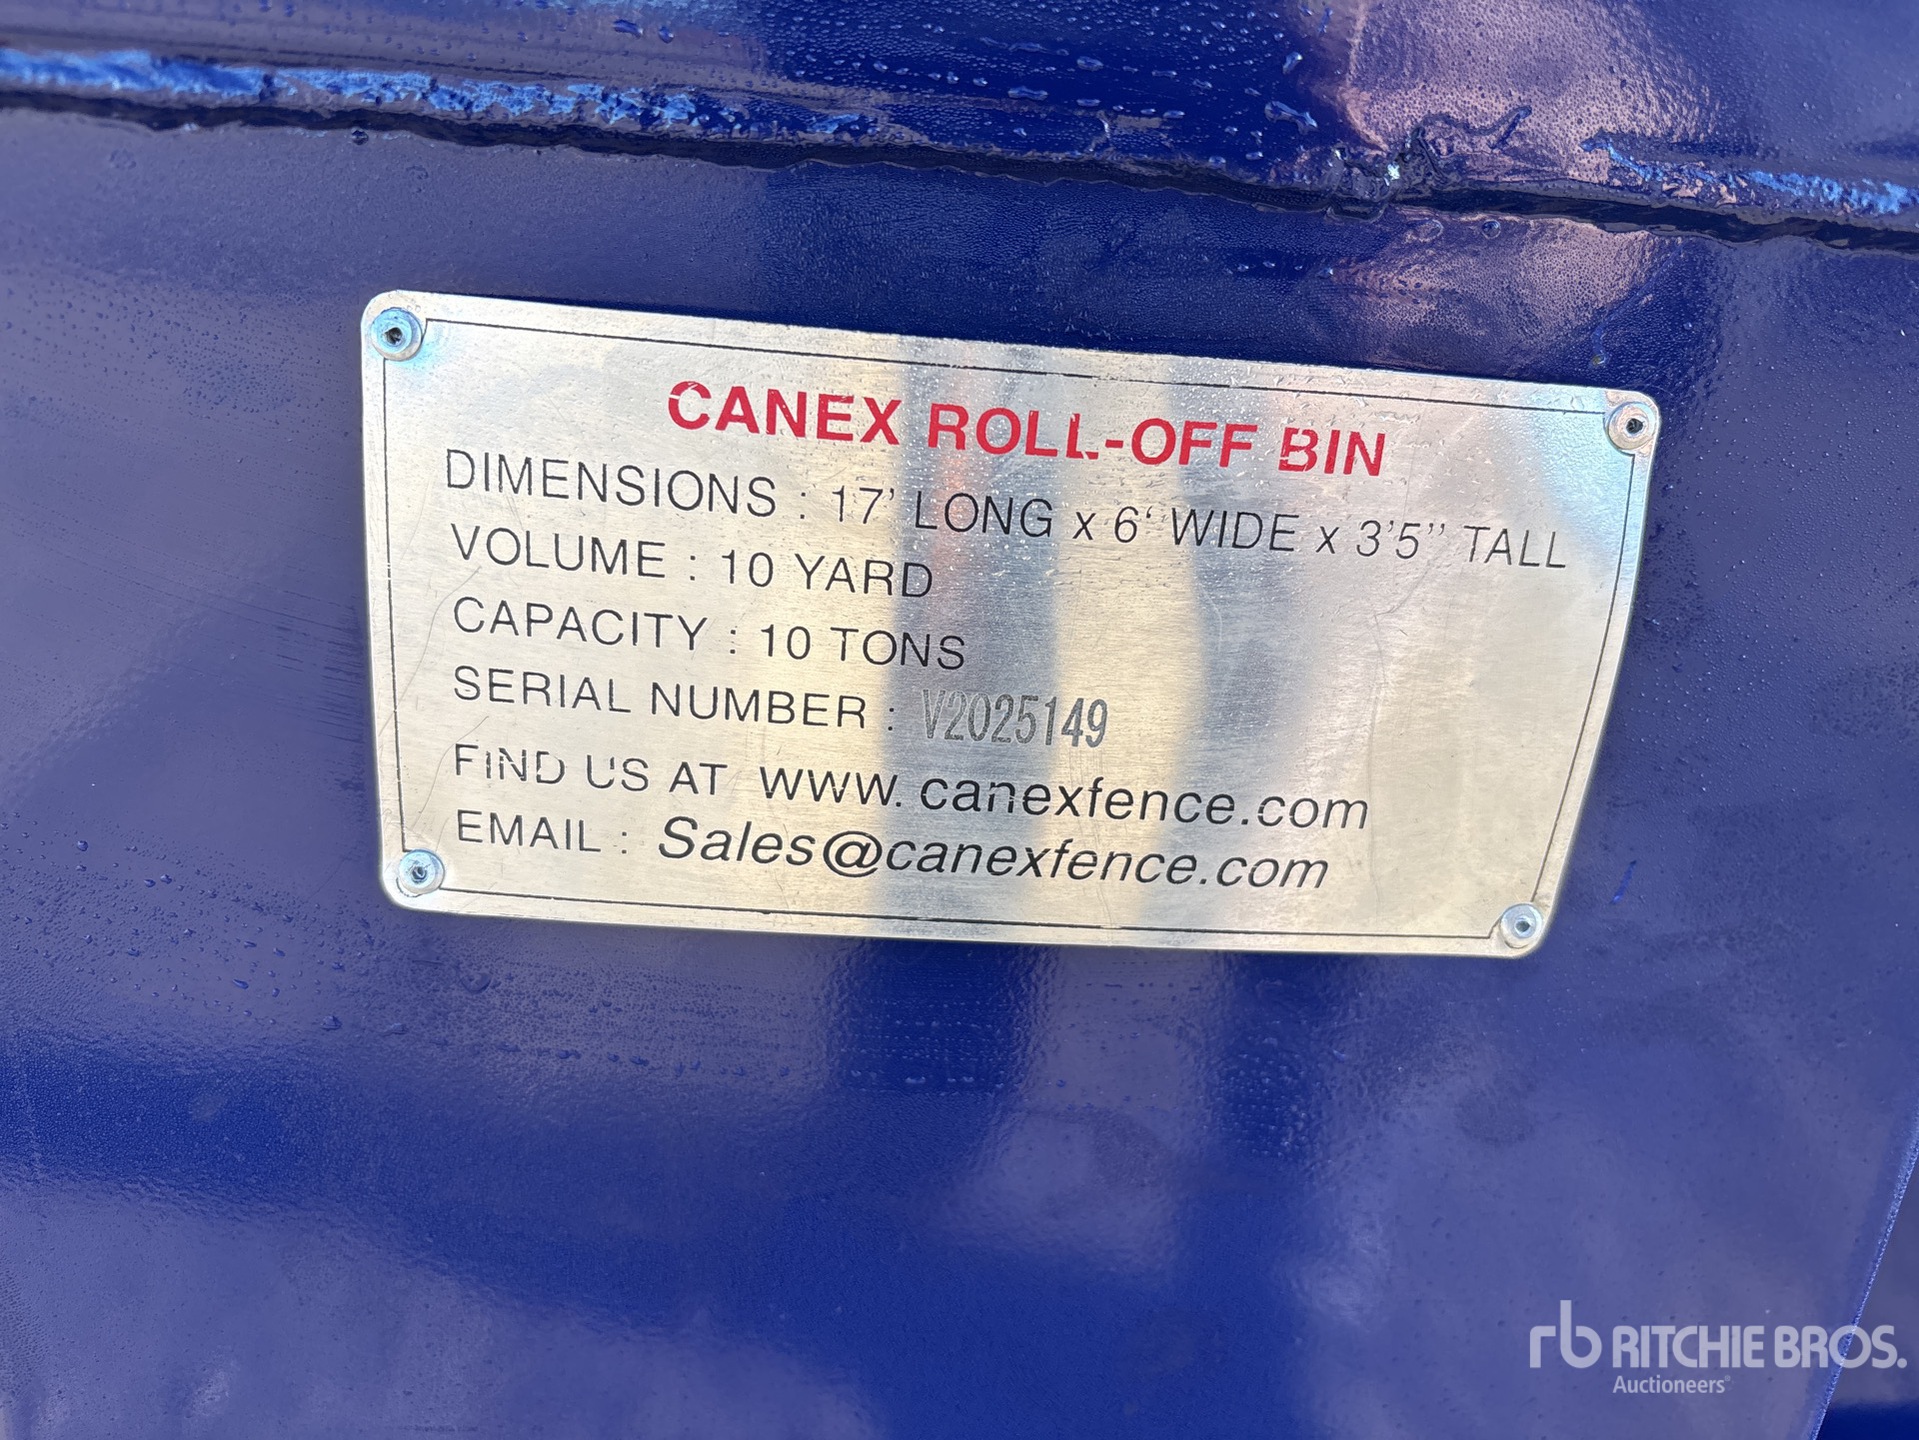 CANEX ROLL-OFF BIN
DIMENSIONS : 17' LONG x 6' WIDE x 3'5" TALL
VOLUME : 10 YARD
CAPACITY : 10 TONS
SERIAL NUMBER : V2025149
FIND US AT www. canexfence.com
EMAIL : Sales@canexfence.com
rb RITCHIE BROS.
Auctioneers®